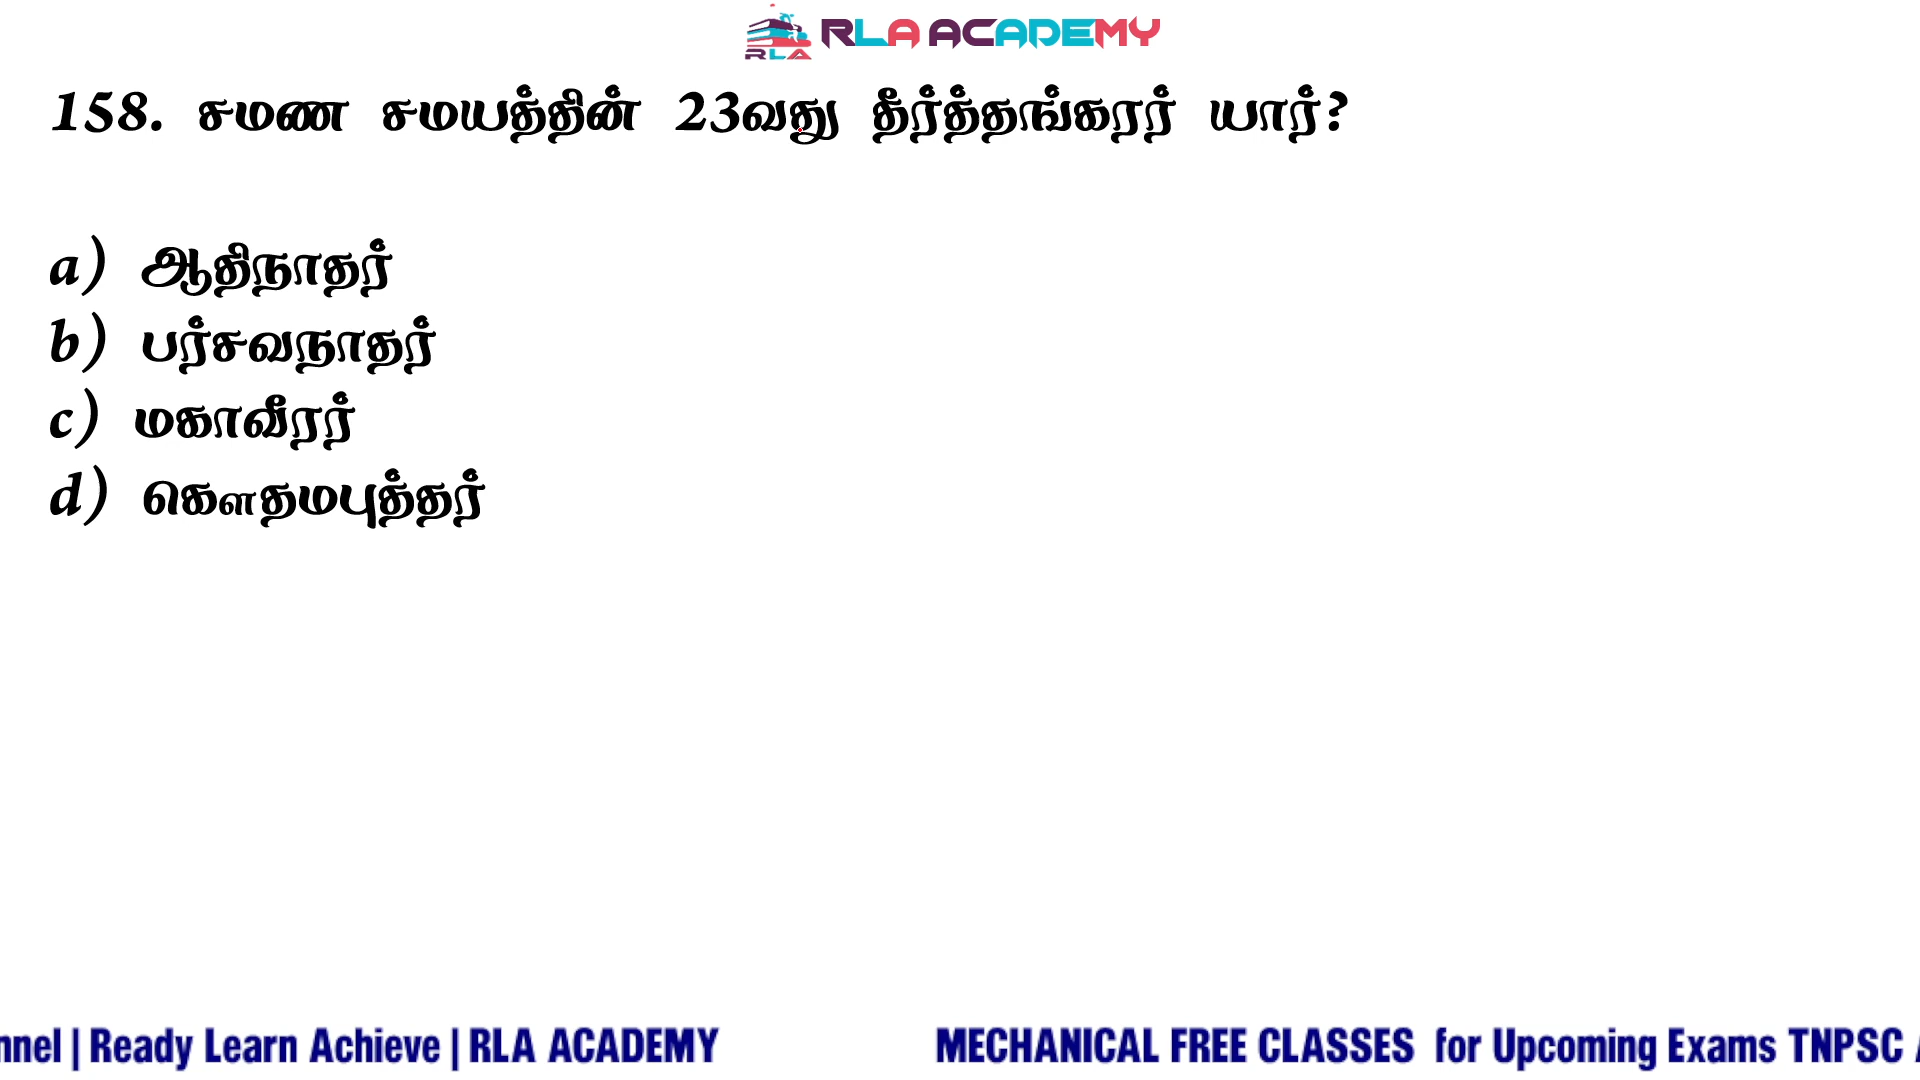 RLA
RLA ACADEMY
158. சமண சமயத்தின் 23வது தீர்த்தங்கரர் யார்?
a) ஆதிநாதர்
b) பர்சவநாதர்
c) மகாவீரர்
d) கௌதமபுத்தர்
nnel | Ready Learn Achieve | RLA ACADEMY MECHANICAL FREE CLASSES for Upcoming Exams TNPSC